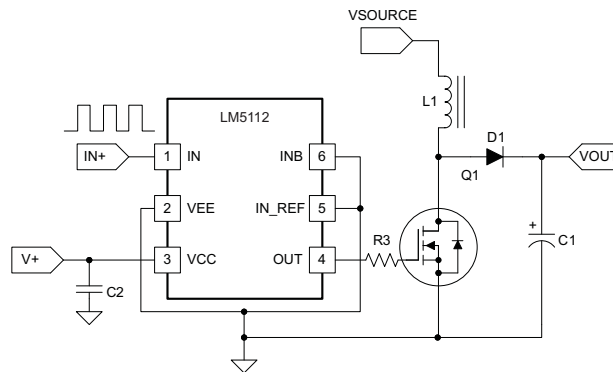 VSOURCE
L1
LM5112
D1
IN+
1
IN
INB
6
Q1
VOUT
2
VEE
IN_REF
5
R3
+
C1
V+
3
VCC
OUT
4
C2